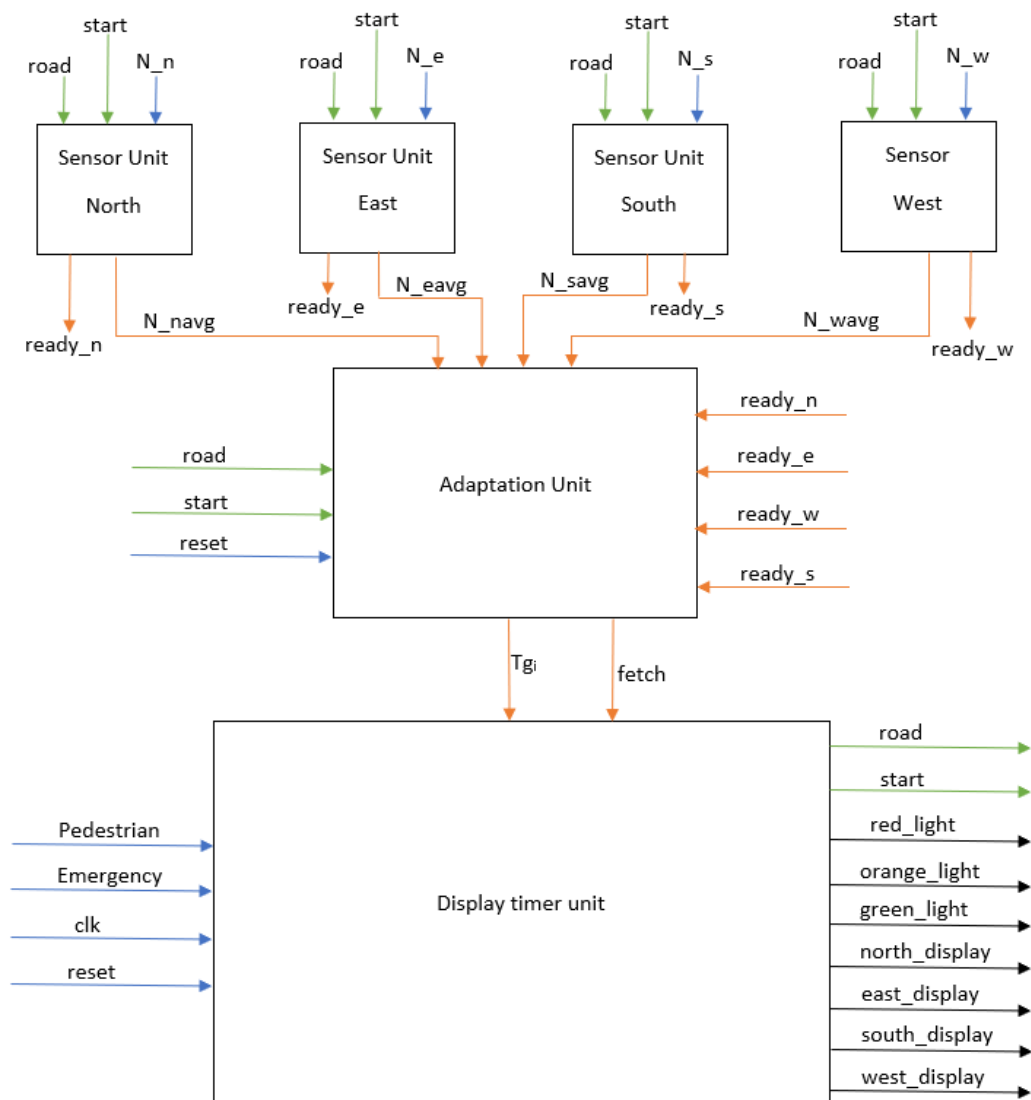 start
start
start
start
road
N_n
road
N_e
road
N_s
road
N_w
Sensor Unit
North
Sensor Unit
East
Sensor Unit
South
Sensor
West
ready_n
N_navg
ready_e
N_eavg
N_savg
ready_s
N_wavg
ready_w
road
start
reset
Adaptation Unit
ready_n
ready_e
ready_w
ready_s
Tgᵢ
fetch
Pedestrian
Emergency
clk
reset
Display timer unit
road
start
red_light
orange_light
green_light
north_display
east_display
south_display
west_display